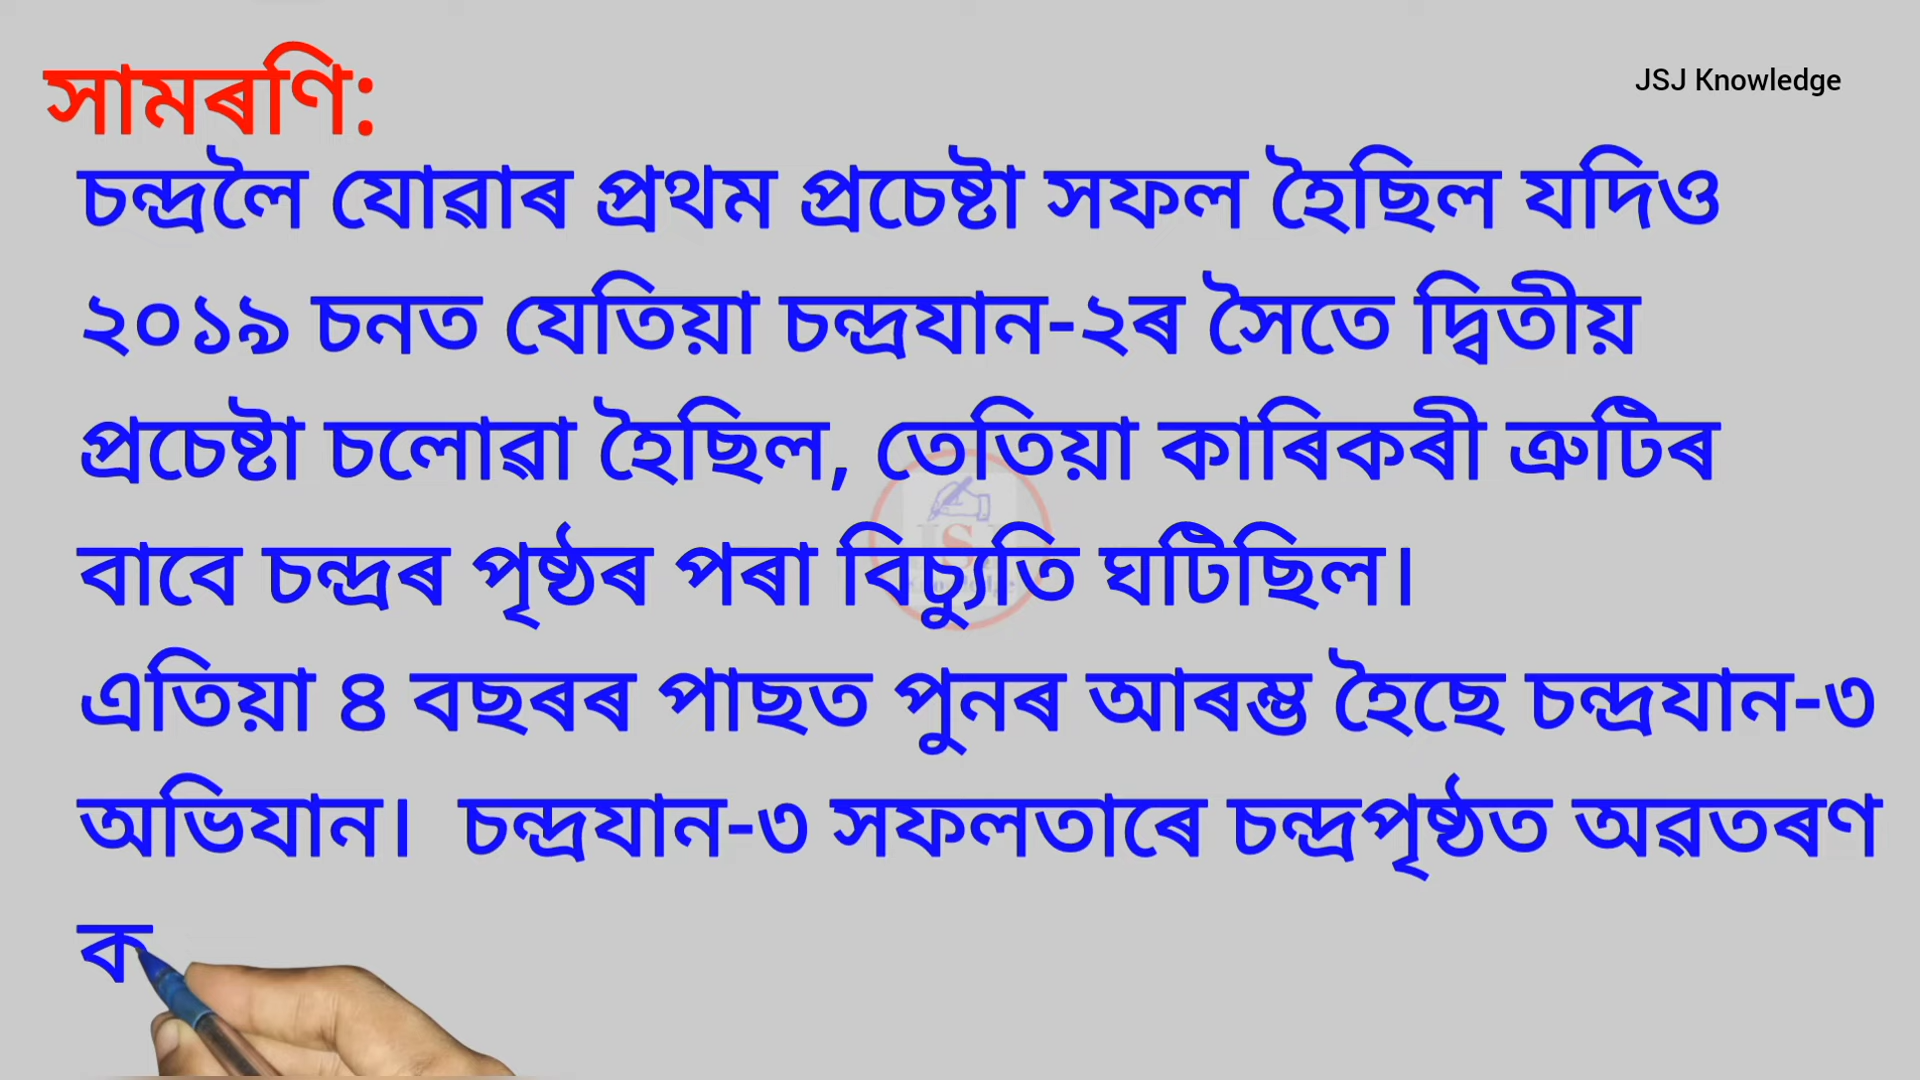 সামৰণি:
JSJ Knowledge
চন্দ্ৰলৈ যোৱাৰ প্ৰথম প্ৰচেষ্টা সফল হৈছিল যদিও
২০১৯ চনত যেতিয়া চন্দ্ৰযান-২ৰ সৈতে দ্বিতীয়
প্ৰচেষ্টা চলোৱা হৈছিল, তেতিয়া কাৰিকৰী ত্ৰুটিৰ
বাবে চন্দ্ৰৰ পৃষ্ঠৰ পৰা বিচ্যুতি ঘটিছিল।
এতিয়া ৪ বছৰৰ পাছত পুনৰ আৰম্ভ হৈছে চন্দ্ৰযান-৩
অভিযান। চন্দ্ৰযান-৩ সফলতাৰে চন্দ্ৰপৃষ্ঠত অৱতৰণ
ক